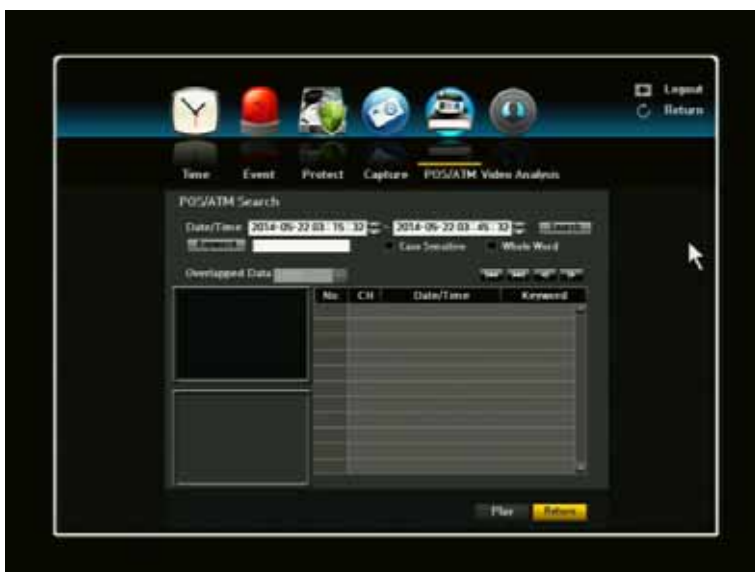 Logout
Return
Time Event Protect Capture POS/ATM Video Analysis
POS/ATM Search
Date/Time 2014-05-22 03 : 15 : 32 - 2014-05-22 03 : 45 : 32 Search
Keyword Case Sensitive Whole Word
Overlapped Data
No CH Date/Time Keyword
Play Return